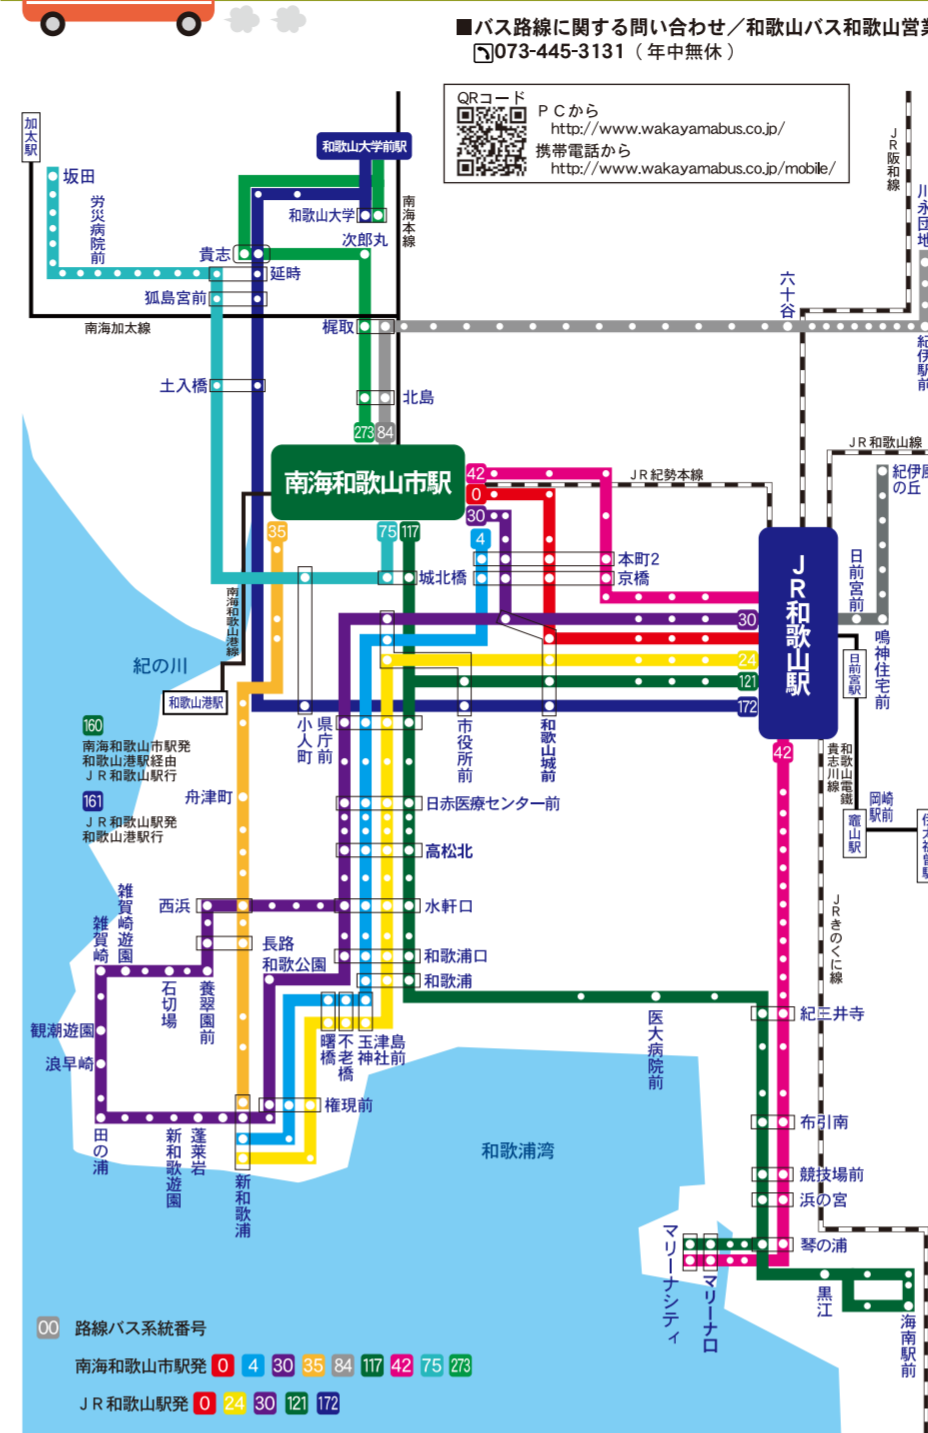 ■バス路線に関する問い合わせ／和歌山バス和歌山営業
073-445-3131（年中無休）
QRコード
ＰＣから
http://www.wakayamabus.co.jp/
携帯電話から
http://www.wakayamabus.co.jp/mobile/
加太駅
坂田
労災病院前
和歌山大学前駅
和歌山大学
次郎丸
南海本線
貴志
延時
狐島宮前
南海加太線
梶取
土入橋
北島
273
84
ＪＲ阪和線
川永団地
六十谷
紀伊駅前
ＪＲ和歌山線
紀伊風
の丘
南海和歌山市駅
42
0
30
ＪＲ紀勢本線
35
75
117
4
本町2
京橋
城北橋
南海和歌山港線
紀の川
和歌山港駅
30
24
121
172
ＪＲ和歌山駅
日前宮前
鳴神住宅前
日前宮駅
160
南海和歌山市駅発
和歌山港駅経由
ＪＲ和歌山駅行
161
ＪＲ和歌山駅発
和歌山港駅行
小人町
県庁前
市役所前
和歌山城前
42
和歌山電鐵
貴志川線
岡崎
駅前
竈山駅
伊太祁曽駅
舟津町
日赤医療センター前
高松北
水軒口
和歌浦口
和歌浦
西浜
長路
和歌公園
雑賀崎
雑賀崎遊園
石切場
養翠園前
観潮遊園
浪早崎
田の浦
新和歌遊園
蓬莱岩
新和歌浦
権現前
曙橋
不老橋
玉津島
神社前
ＪＲきのくに線
医大病院前
紀三井寺
布引南
競技場前
浜の宮
琴の浦
和歌浦湾
マリーナシティ
マリーナ口
黒江
海南駅前
00 路線バス系統番号
南海和歌山市駅発 0 4 30 35 84 117 42 75 273
ＪＲ和歌山駅発 0 24 30 121 172